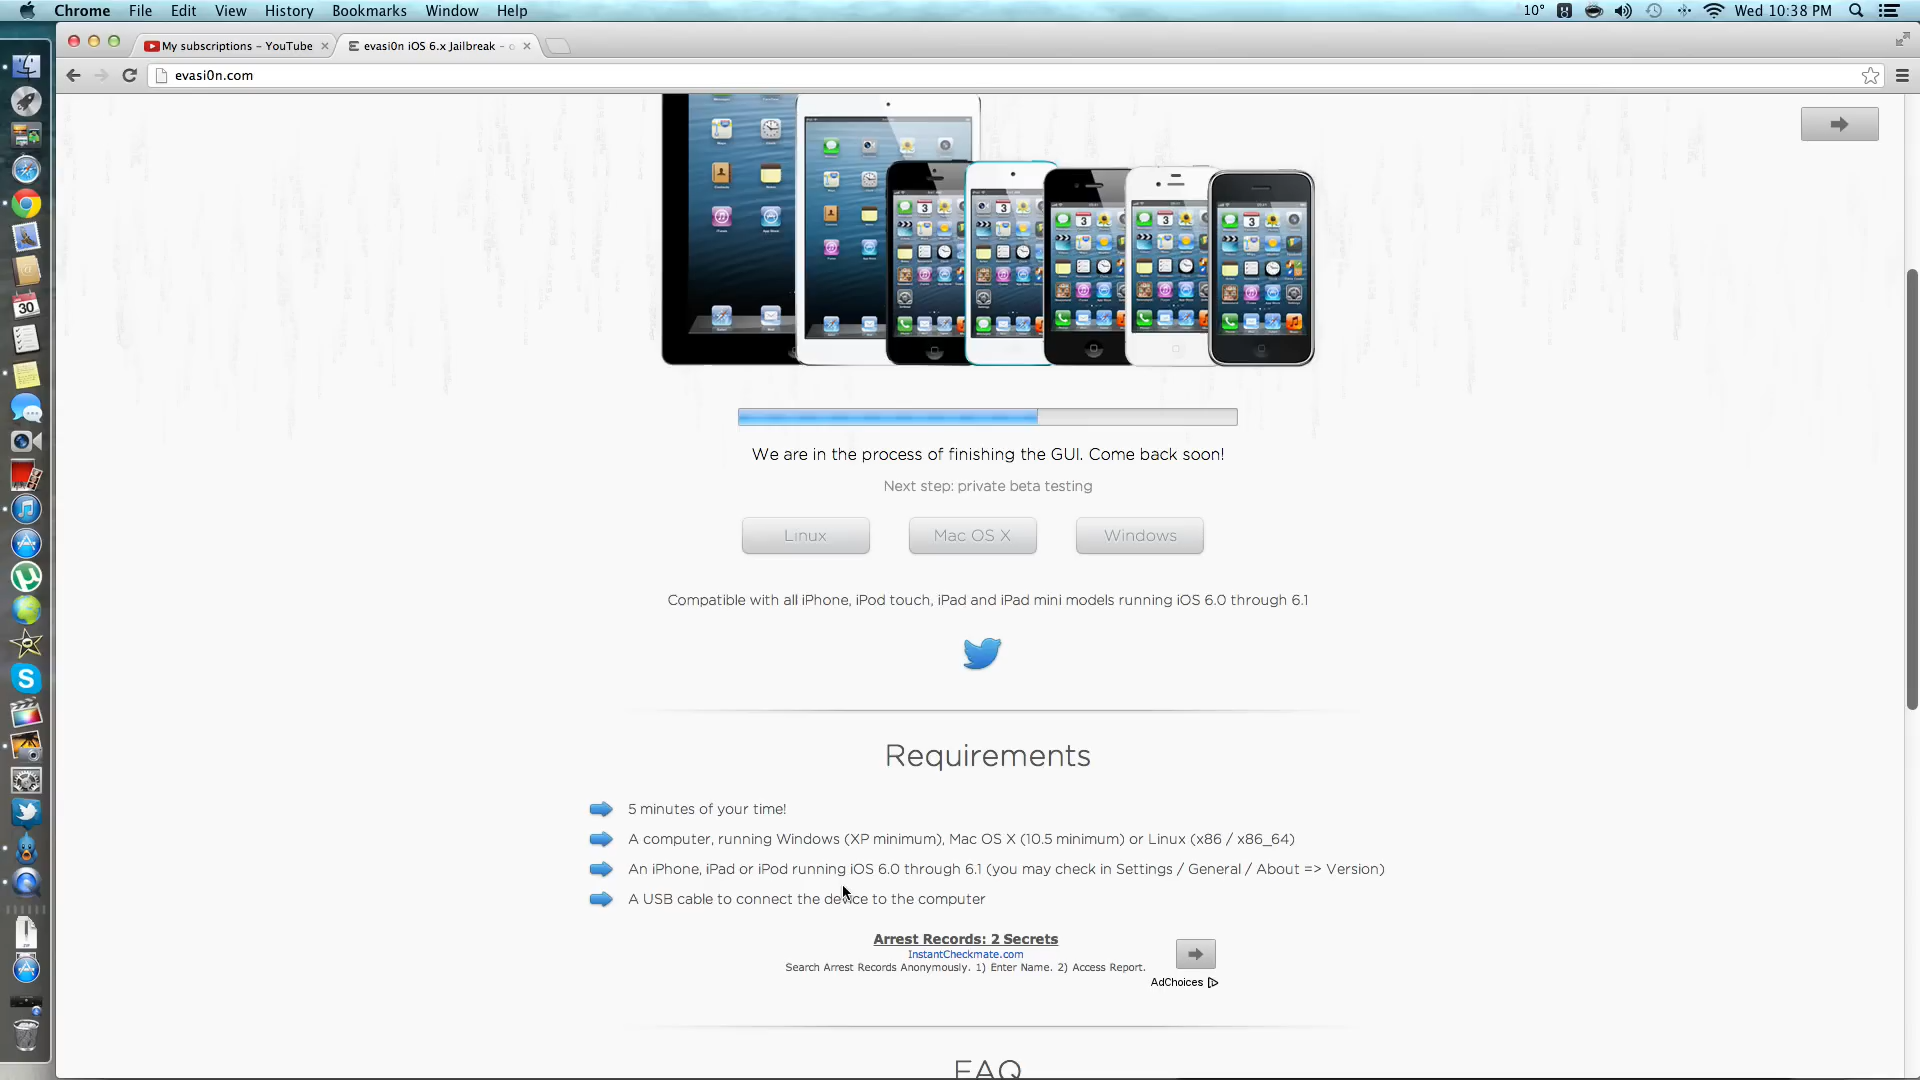 Chrome File Edit View History Bookmarks Window Help 10° Wed 10:38 PM
My subscriptions – YouTube
evasi0n iOS 6.x Jailbreak – o
evasi0n.com
We are in the process of finishing the GUI. Come back soon!
Next step: private beta testing
Linux Mac OS X Windows
Compatible with all iPhone, iPod touch, iPad and iPad mini models running iOS 6.0 through 6.1
Requirements
5 minutes of your time!
A computer, running Windows (XP minimum), Mac OS X (10.5 minimum) or Linux (x86 / x86_64)
An iPhone, iPad or iPod running iOS 6.0 through 6.1 (you may check in Settings / General / About => Version)
A USB cable to connect the device to the computer
Arrest Records: 2 Secrets
InstantCheckmate.com
Search Arrest Records Anonymously. 1) Enter Name. 2) Access Report.
AdChoices
FAQ
30